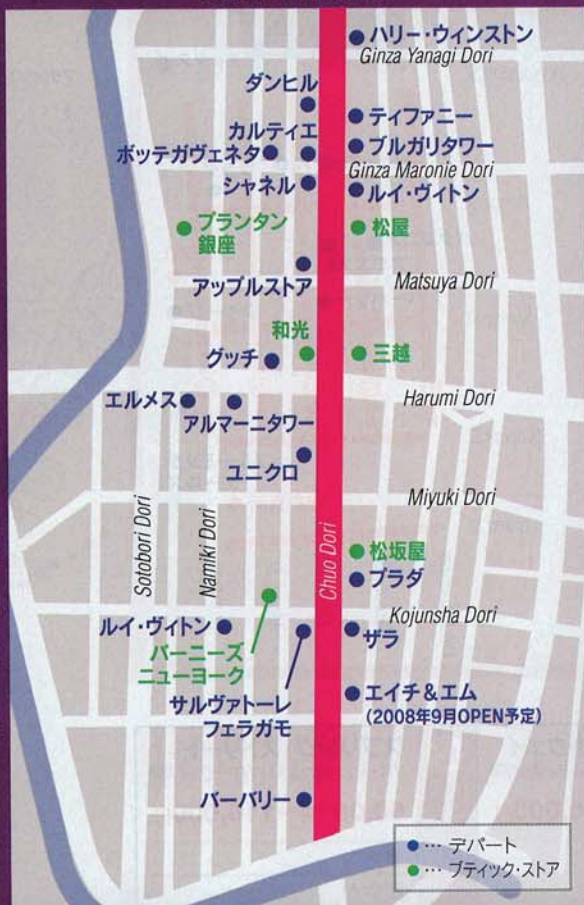 ハリー・ウィンストン
Ginza Yanagi Dori
ダンヒル
ティファニー
カルティエ
ブルガリタワー
ボッテガヴェネタ
Ginza Maronie Dori
シャネル
ルイ・ヴィトン
プランタン
銀座
松屋
アップルストア
Matsuya Dori
和光
グッチ
三越
エルメス
Harumi Dori
アルマーニタワー
ユニクロ
Miyuki Dori
Sotobori Dori
Namiki Dori
Chuo Dori
松坂屋
プラダ
Kojunsha Dori
ルイ・ヴィトン
ザラ
バーニーズ
ニューヨーク
サルヴァトーレ
フェラガモ
エイチ&エム
(2008年9月OPEN予定)
バーバリー
●… デパート
●… ブティック・ストア